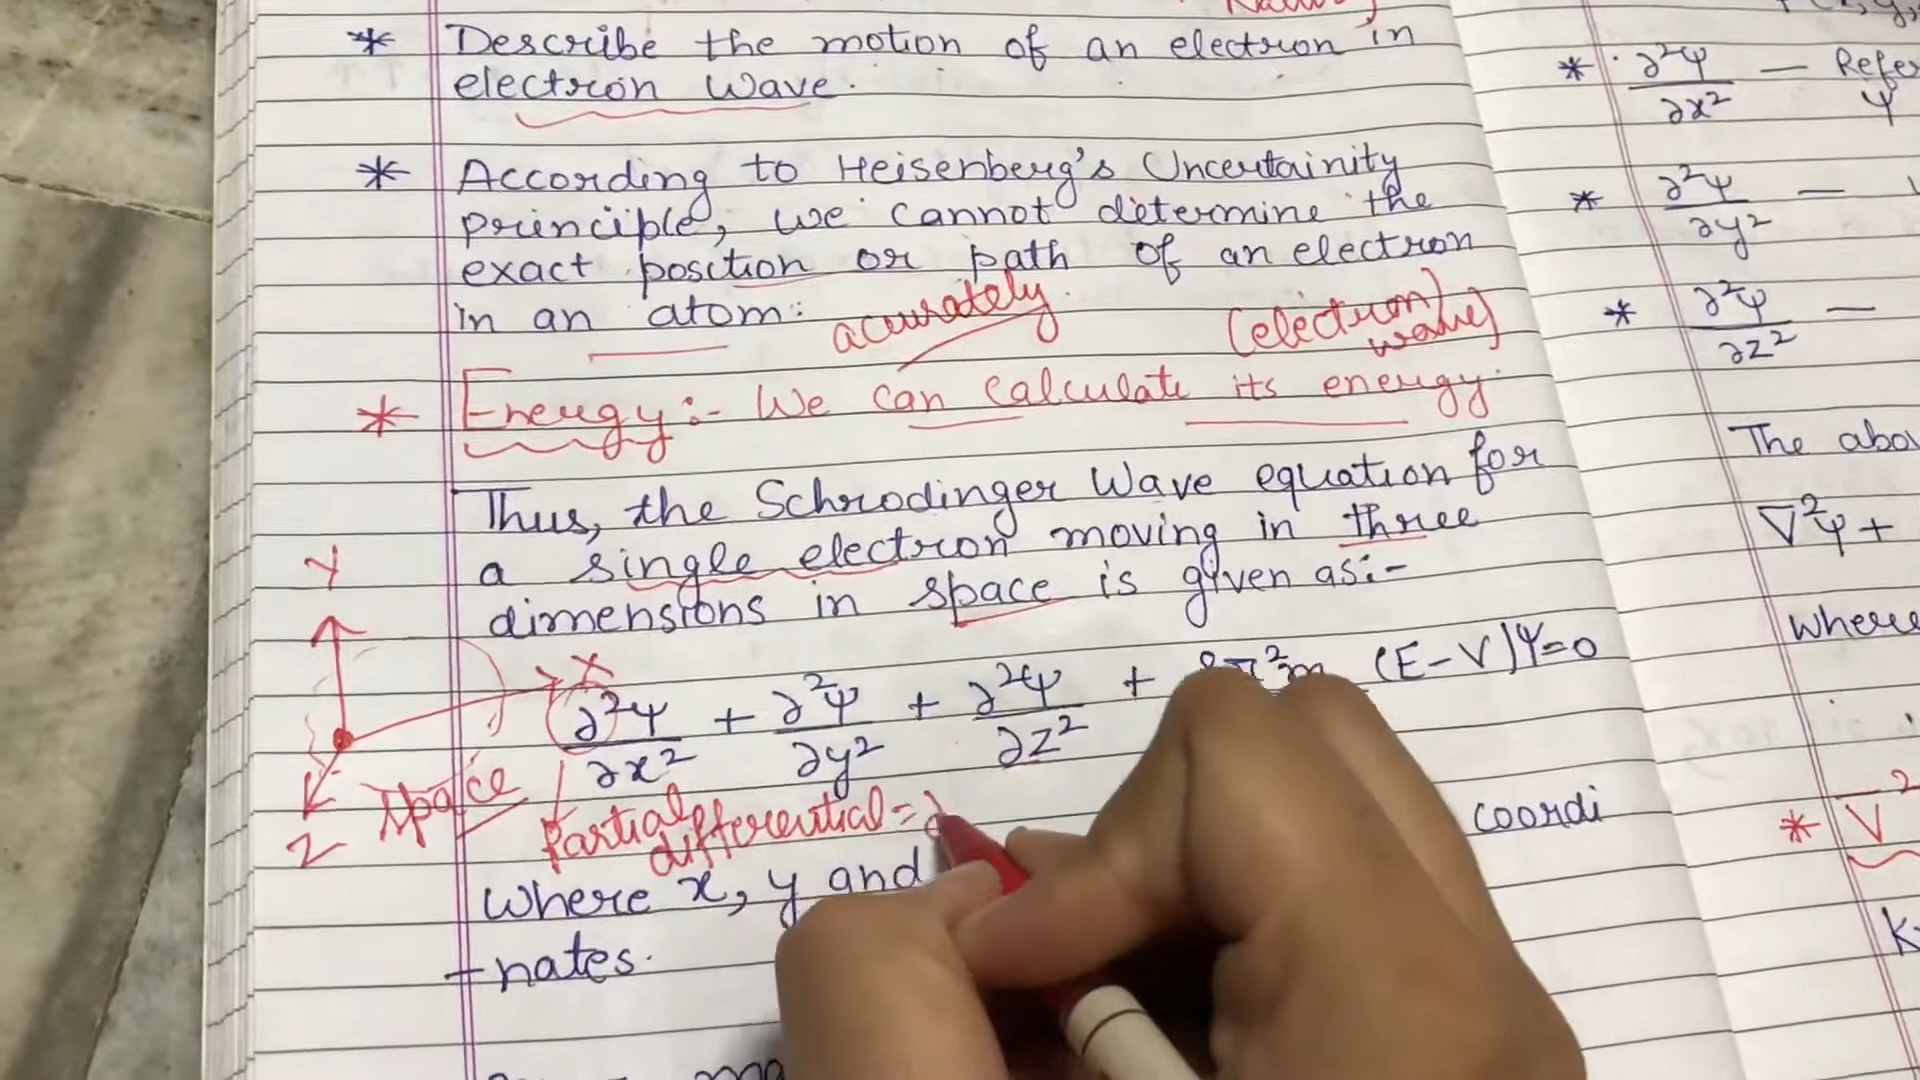 * Describe the motion of an electron in
electron wave.
* According to Heisenberg's Uncertainity
principle, we cannot determine the
exact position or path of an electron
in an atom: accurately
(electron wave)
* Energy:- We can calculate its energy.
Thus, the Schrodinger Wave equation for
a single electron moving in three
dimensions in space is given as:-
Y
X
Z
space
∂²ψ/∂x² + ∂²ψ/∂y² + ∂²ψ/∂z² + π²m (E-V)ψ=0
Partial differential = ∂
where x, y and coordi
-nates.
* ∂²ψ/∂x² — Refer
ψ
* ∂²ψ/∂y² —
* ∂²ψ/∂z² —
The abo
∇²ψ +
where
* ∇²